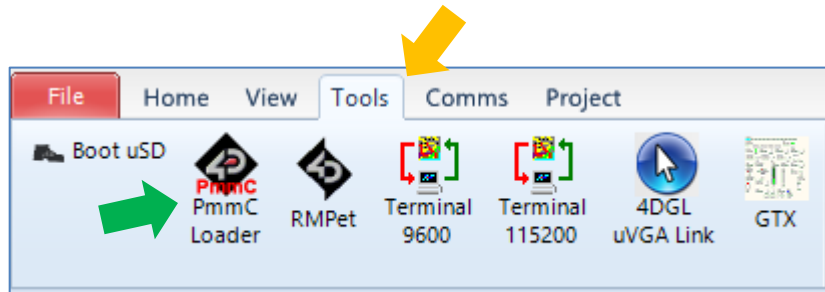 File Home View Tools Comms Project
Boot uSD
PmmC
PmmC
Loader
RMPet
Terminal
9600
Terminal
115200
4DGL
uVGA Link
GTX